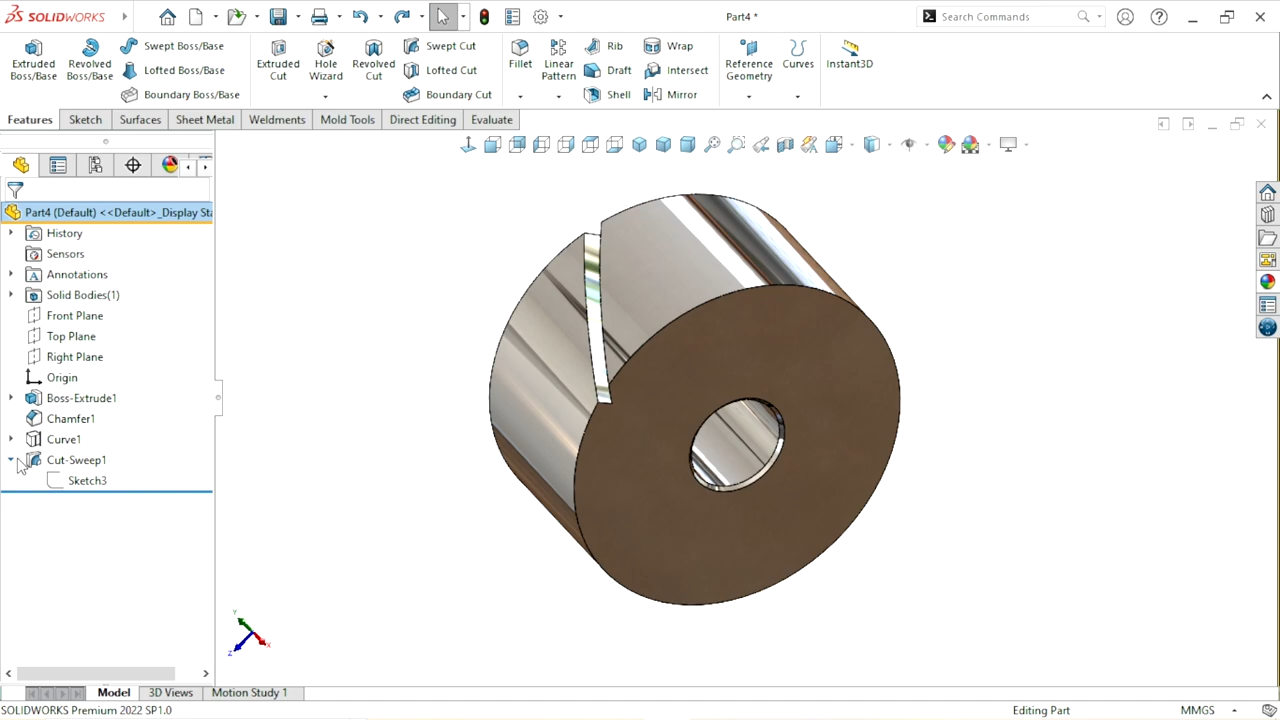 SOLIDWORKS
Part4 *
Search Commands
Extruded Boss/Base
Revolved Boss/Base
Swept Boss/Base
Lofted Boss/Base
Boundary Boss/Base
Extruded Cut
Hole Wizard
Revolved Cut
Swept Cut
Lofted Cut
Boundary Cut
Fillet
Linear Pattern
Rib
Draft
Shell
Wrap
Intersect
Mirror
Reference Geometry
Curves
Instant3D
Features
Sketch
Surfaces
Sheet Metal
Weldments
Mold Tools
Direct Editing
Evaluate
Part4 (Default) <<Default>_Display Sta
History
Sensors
Annotations
Solid Bodies(1)
Front Plane
Top Plane
Right Plane
Origin
Boss-Extrude1
Chamfer1
Curve1
Cut-Sweep1
Sketch3
Y
X
Z
Model
3D Views
Motion Study 1
SOLIDWORKS Premium 2022 SP1.0
Editing Part
MMGS